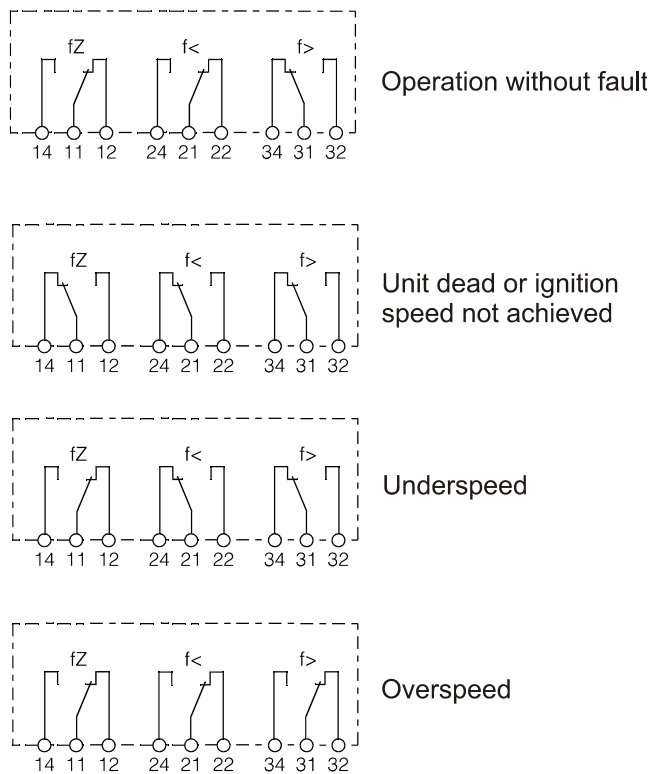 fZ f< f>
Operation without fault
14 11 12 24 21 22 34 31 32
fZ f< f>
Unit dead or ignition
speed not achieved
14 11 12 24 21 22 34 31 32
fZ f< f>
Underspeed
14 11 12 24 21 22 34 31 32
fZ f< f>
Overspeed
14 11 12 24 21 22 34 31 32